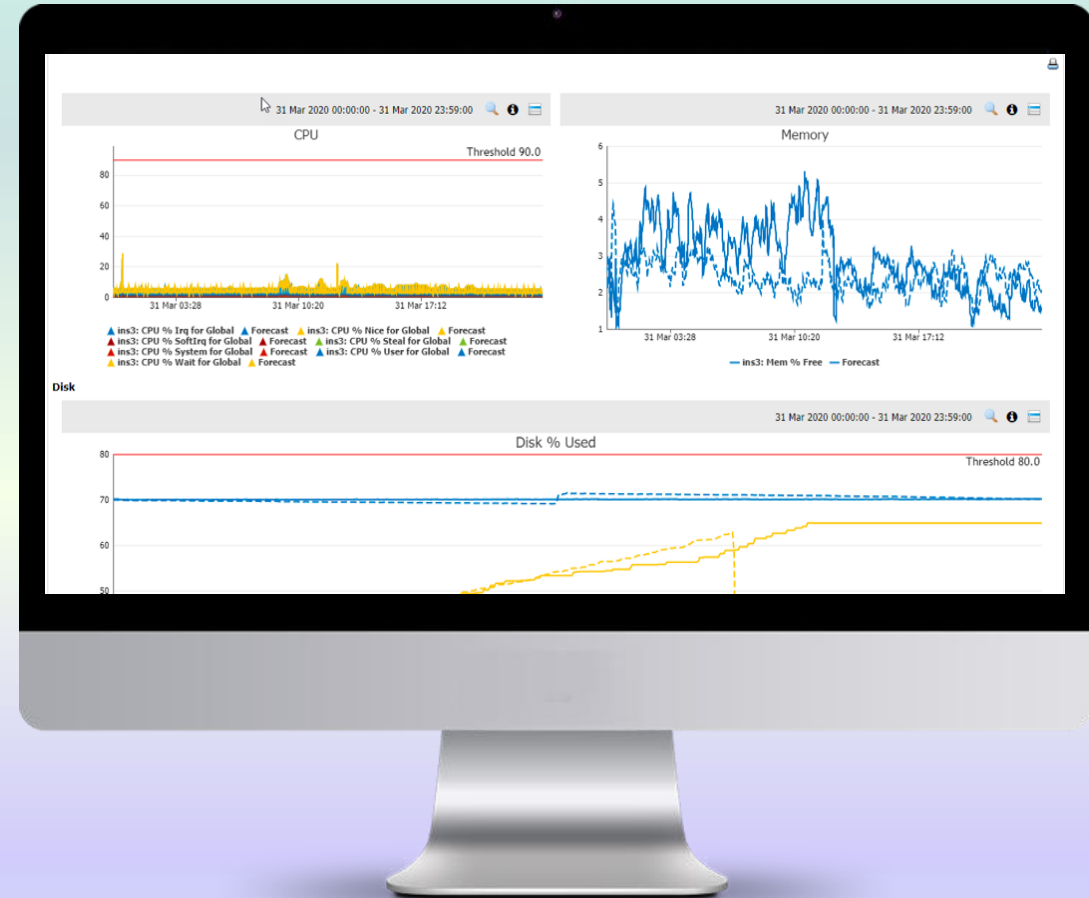 31 Mar 2020 00:00:00 - 31 Mar 2020 23:59:00
CPU
Threshold 90.0
80
60
40
20
0
31 Mar 03:28 31 Mar 10:20 31 Mar 17:12
ins3: CPU % Irq for Global Forecast ins3: CPU % Nice for Global Forecast
ins3: CPU % SoftIrq for Global Forecast ins3: CPU % Steal for Global Forecast
ins3: CPU % System for Global Forecast ins3: CPU % User for Global Forecast
ins3: CPU % Wait for Global Forecast
31 Mar 2020 00:00:00 - 31 Mar 2020 23:59:00
Memory
6
5
4
3
2
1
31 Mar 03:28 31 Mar 10:20 31 Mar 17:12
ins3: Mem % Free Forecast
Disk
31 Mar 2020 00:00:00 - 31 Mar 2020 23:59:00
Disk % Used
80
Threshold 80.0
70
60
50